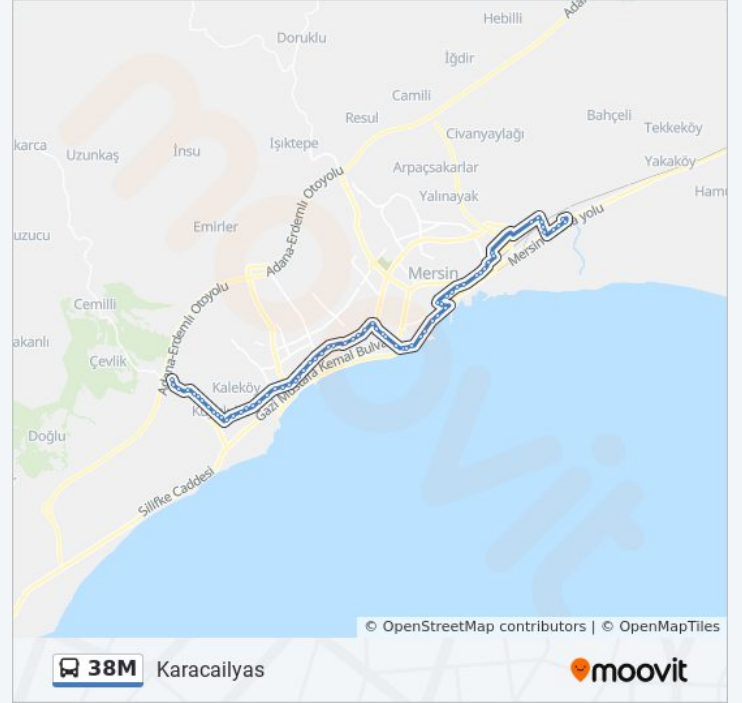 Hebilli
Doruklu
İğdir
Camili
Resul
Bahçeli
Civanyaylağı
Tekkeköy
karca
Uzunkaş
İnsu
Işıktepe
Yakaköy
Arpaçsakarlar
Yalınayak
Adana-Erdemli Otoyolu
Emirler
uzucu
Mersin
Adana-Erdemli Otoyolu
Cemilli
akanlı
Çevlik
Gazi Mustafa Kemal Bulva
Kaleköy
Doğlu
Silifke Caddesi
© OpenStreetMap contributors | © OpenMapTiles
38M Karacailyas
moovit